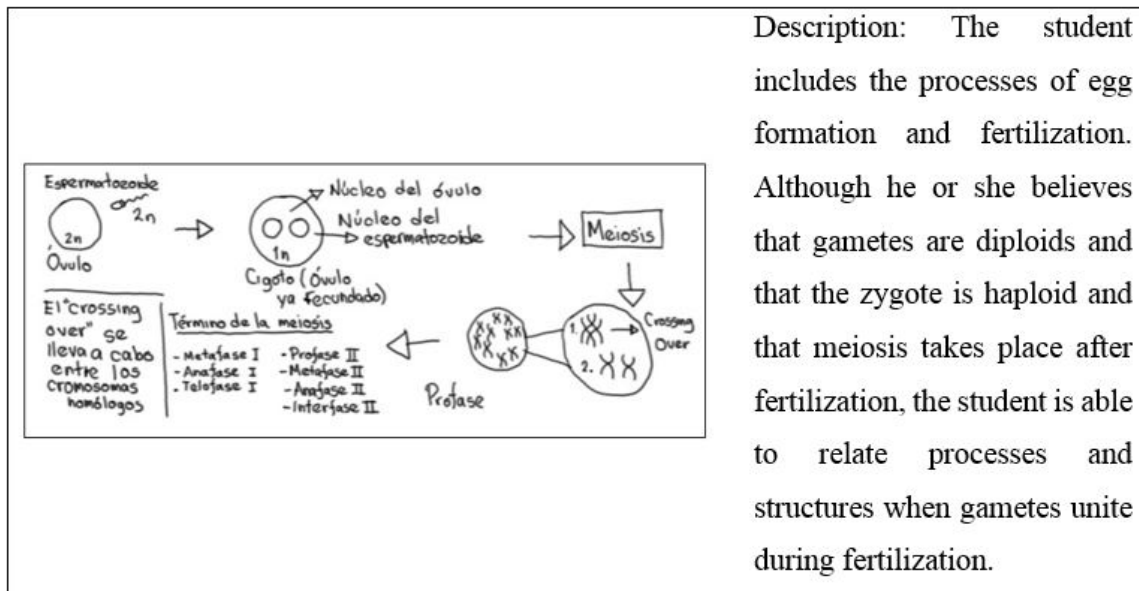 Espermatozoide
2n
2n
Óvulo
Núcleo del óvulo
Núcleo del
espermatozoide
1n
Cigoto (óvulo
ya fecundado)
Meiosis
1.
Crossing
Over
2.
Profase
Término de la meiosis
- Metafase I
- Anafase I
- Telofase I
- Profase II
- Metafase II
- Anafase II
- Interfase II
El "crossing
over" se
lleva a cabo
entre los
cromosomas
homólogos
Description: The student
includes the processes of egg
formation and fertilization.
Although he or she believes
that gametes are diploids and
that the zygote is haploid and
that meiosis takes place after
fertilization, the student is able
to relate processes and
structures when gametes unite
during fertilization.